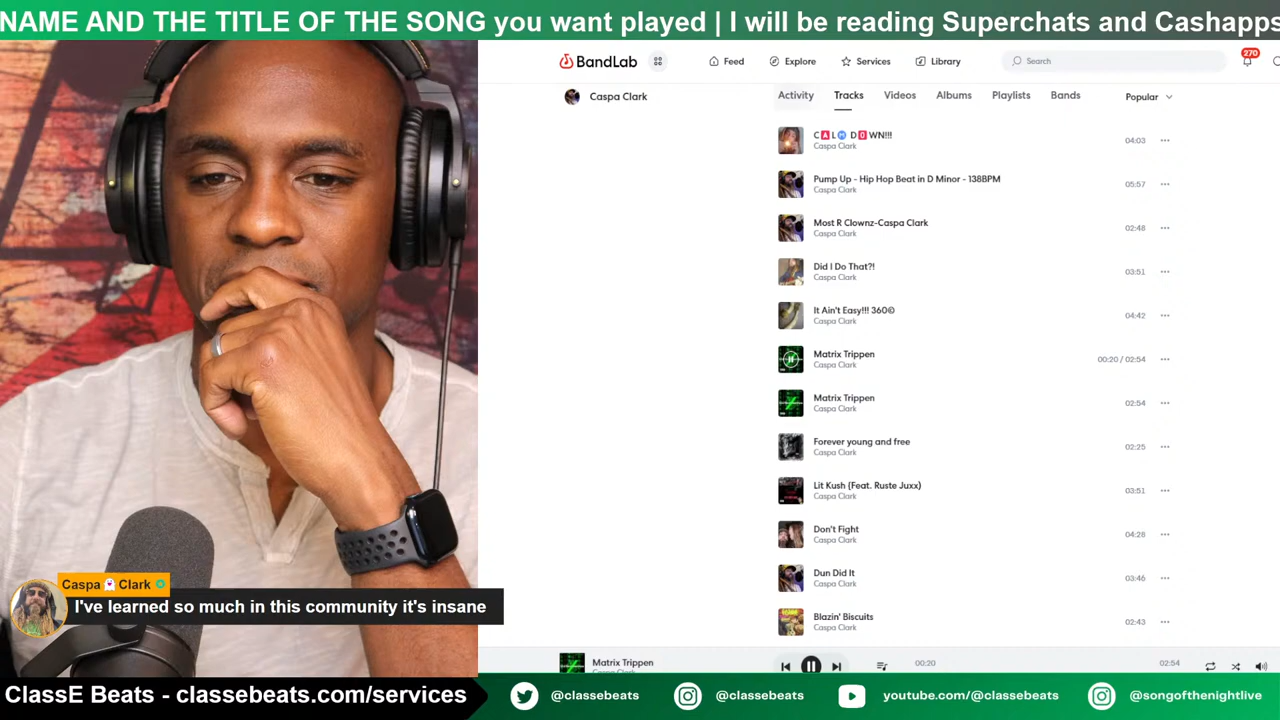 NAME AND THE TITLE OF THE SONG you want played | I will be reading Superchats and Cashapps
BandLab
Feed
Explore
Services
Library
Search
270
Caspa Clark
Activity
Tracks
Videos
Albums
Playlists
Bands
Popular
C🅰L Ⓜ D🅾WN!!!
Caspa Clark
04:03
Pump Up - Hip Hop Beat in D Minor - 138BPM
Caspa Clark
05:57
Most R Clownz-Caspa Clark
Caspa Clark
02:48
Did I Do That?!
Caspa Clark
03:51
It Ain't Easy!!! 360©
Caspa Clark
04:42
Matrix Trippen
Caspa Clark
00:20 / 02:54
Matrix Trippen
Caspa Clark
02:54
Forever young and free
Caspa Clark
02:25
Lit Kush (Feat. Ruste Juxx)
Caspa Clark
03:51
Don't Fight
Caspa Clark
04:28
Dun Did It
Caspa Clark
03:46
Blazin' Biscuits
Caspa Clark
02:43
Caspa 👻 Clark
I've learned so much in this community it's insane
Matrix Trippen
Caspa Clark
00:20
02:54
ClassE Beats - classebeats.com/services
@classebeats
@classebeats
youtube.com/@classebeats
@songofthenightlive